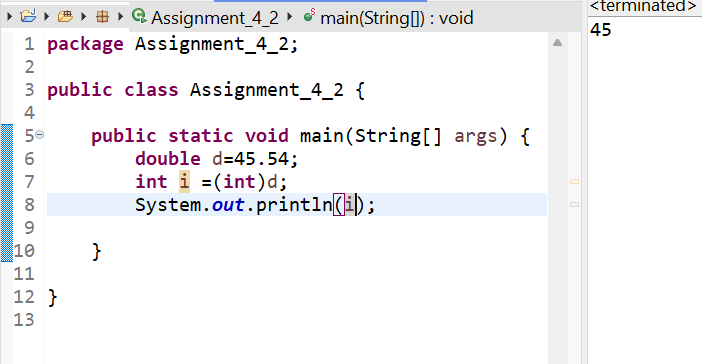 Assignment_4_2 main(String[]) : void
<terminated>
45
1 package Assignment_4_2;
2
3 public class Assignment_4_2 {
4
5 public static void main(String[] args) {
6 double d=45.54;
7 int i =(int)d;
8 System.out.println(i);
9
10 }
11
12 }
13